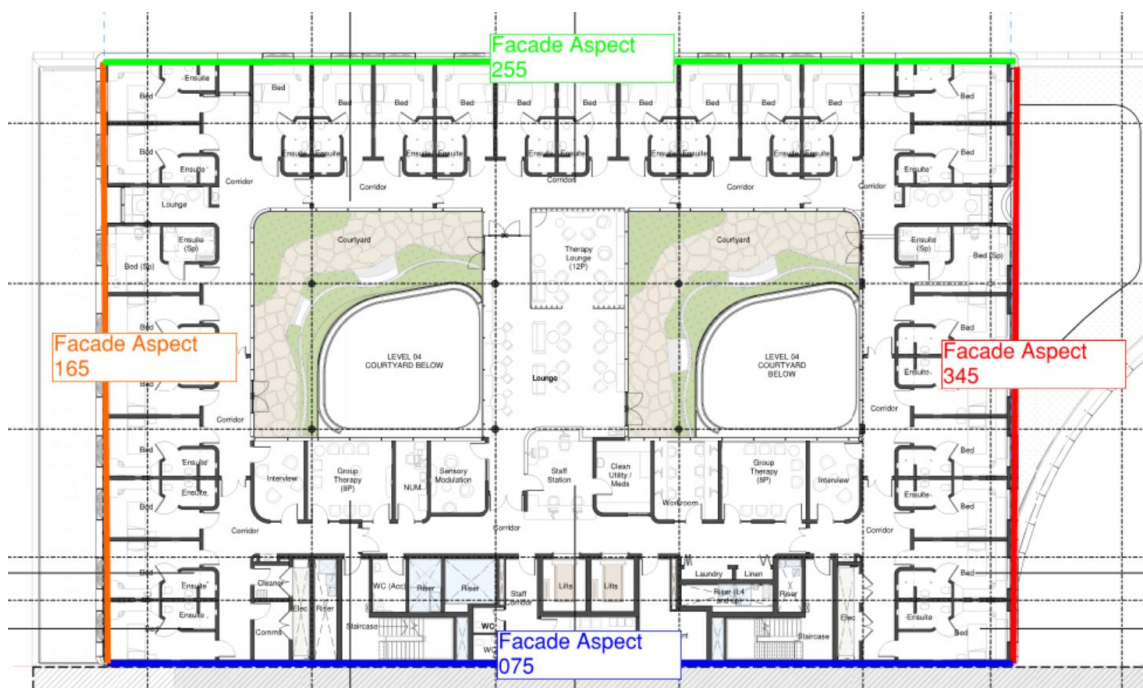 Facade Aspect
255
Ensuite
Bed
Bed
Bed
Bed
Bed
Bed
Bed
Bed
Bed
Bed
Bed
Ensuite
Ensuite
Ensuite
Ensuite
Ensuite
Ensuite
Ensuite
Ensuite
Ensuite
Bed
Bed
Ensuite
Ensuite
Corridor
Corridor
Corridor
Corridor
Corridor
Corridor
Lounge
Ensuite
(Sp)
Bed (Sp)
Courtyard
Therapy
Lounge
(12P)
Courtyard
Ensuite
(Sp)
Bed (Sp)
Bed
Bed
Facade Aspect
165
LEVEL 04
COURTYARD BELOW
Lounge
LEVEL 04
COURTYARD
BELOW
Facade Aspect
345
Ensuite
Bed
Corridor
Corridor
Bed
Ensuite
Ensuite
Bed
Interview
Group
Therapy
(8P)
NUM
Sensory
Modulation
Staff
Station
Clean
Utility /
Meds
Workroom
Group
Therapy
(8P)
Interview
Ensuite
Bed
Ensuite
Bed
Bed
Corridor
Corridor
Corridor
Bed
Ensuite
Ensuite
Cleaner
Elec
Riser
WC (Acc)
Riser
Riser
Staff
Corridor
Lifts
Lifts
Laundry
Linen
Riser (L4
and up)
Riser
Elec
Ensuite
Bed
Ensuite
Bed
Comms
Staircase
WC
WC
Facade Aspect
075
Staircase